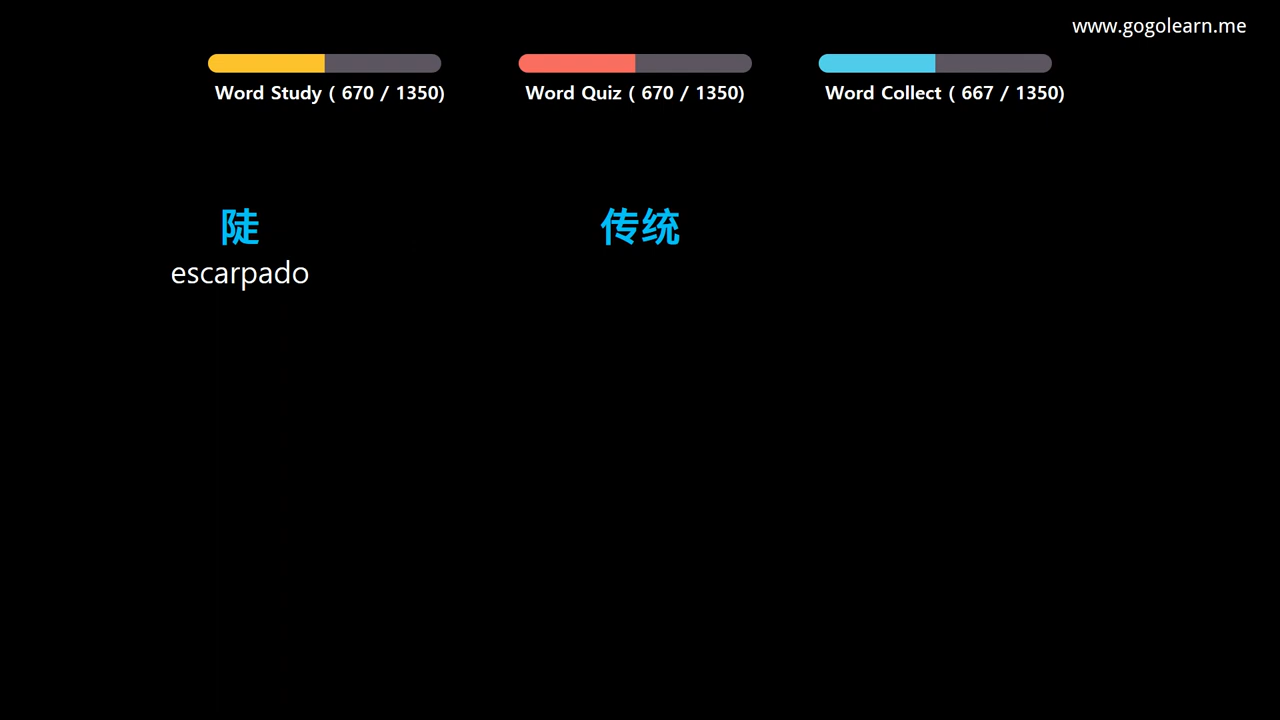 www.gogolearn.me
Word Study ( 670 / 1350)
Word Quiz ( 670 / 1350)
Word Collect ( 667 / 1350)
陡
传统
escarpado